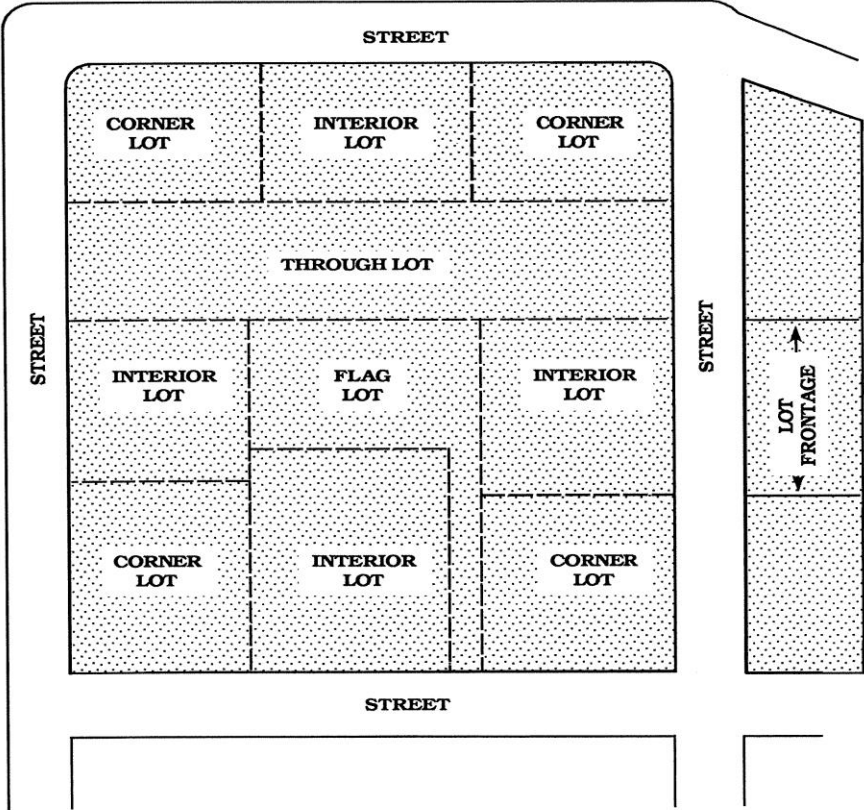 STREET
CORNER
LOT
INTERIOR
LOT
CORNER
LOT
THROUGH LOT
STREET
STREET
INTERIOR
LOT
FLAG
LOT
INTERIOR
LOT
LOT
FRONTAGE
CORNER
LOT
INTERIOR
LOT
CORNER
LOT
STREET